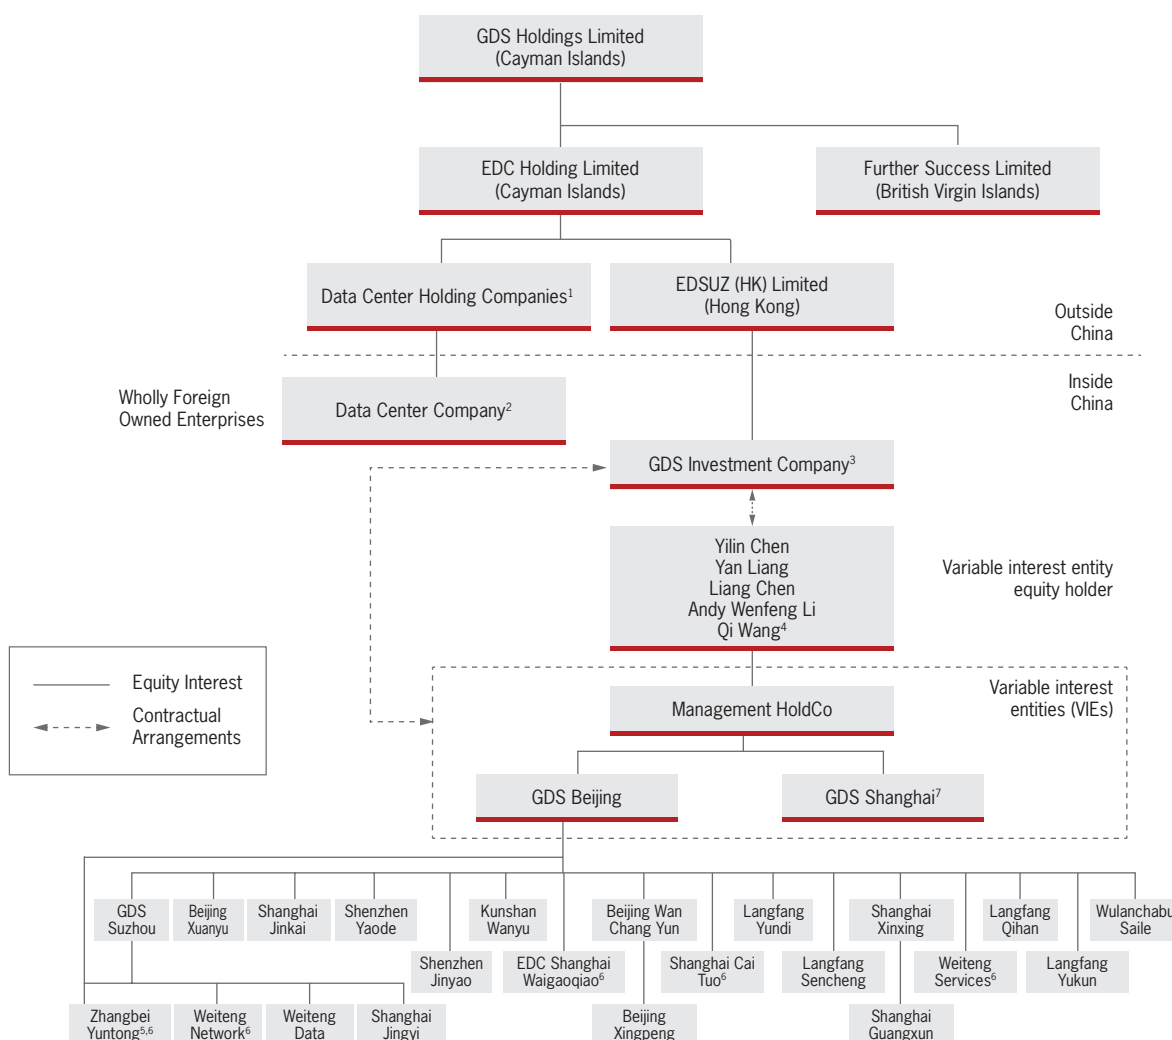 GDS Holdings Limited
(Cayman Islands)
EDC Holding Limited
(Cayman Islands)
Further Success Limited
(British Virgin Islands)
Data Center Holding Companies¹
EDSUZ (HK) Limited
(Hong Kong)
Outside
China
Inside
China
Wholly Foreign
Owned Enterprises
Data Center Company²
GDS Investment Company³
Yilin Chen
Yan Liang
Liang Chen
Andy Wenfeng Li
Qi Wang⁴
Variable interest entity
equity holder
Equity Interest
Contractual
Arrangements
Variable interest
entities (VIEs)
Management HoldCo
GDS Beijing
GDS Shanghai⁷
GDS
Suzhou
Beijing
Xuanyu
Shanghai
Jinkai
Shenzhen
Yaode
Kunshan
Wanyu
Beijing Wan
Chang Yun
Langfang
Yundi
Shanghai
Xinxing
Langfang
Qihan
Wulanchabu
Saile
Shenzhen
Jinyao
EDC Shanghai
Waigaoqiao⁶
Shanghai Cai
Tuo⁶
Langfang
Sencheng
Weiteng
Services⁶
Langfang
Yukun
Zhangbei
Yuntong⁵,⁶
Weiteng
Network⁶
Weiteng
Data
Shanghai
Jingyi
Beijing
Xingpeng
Shanghai
Guangxun